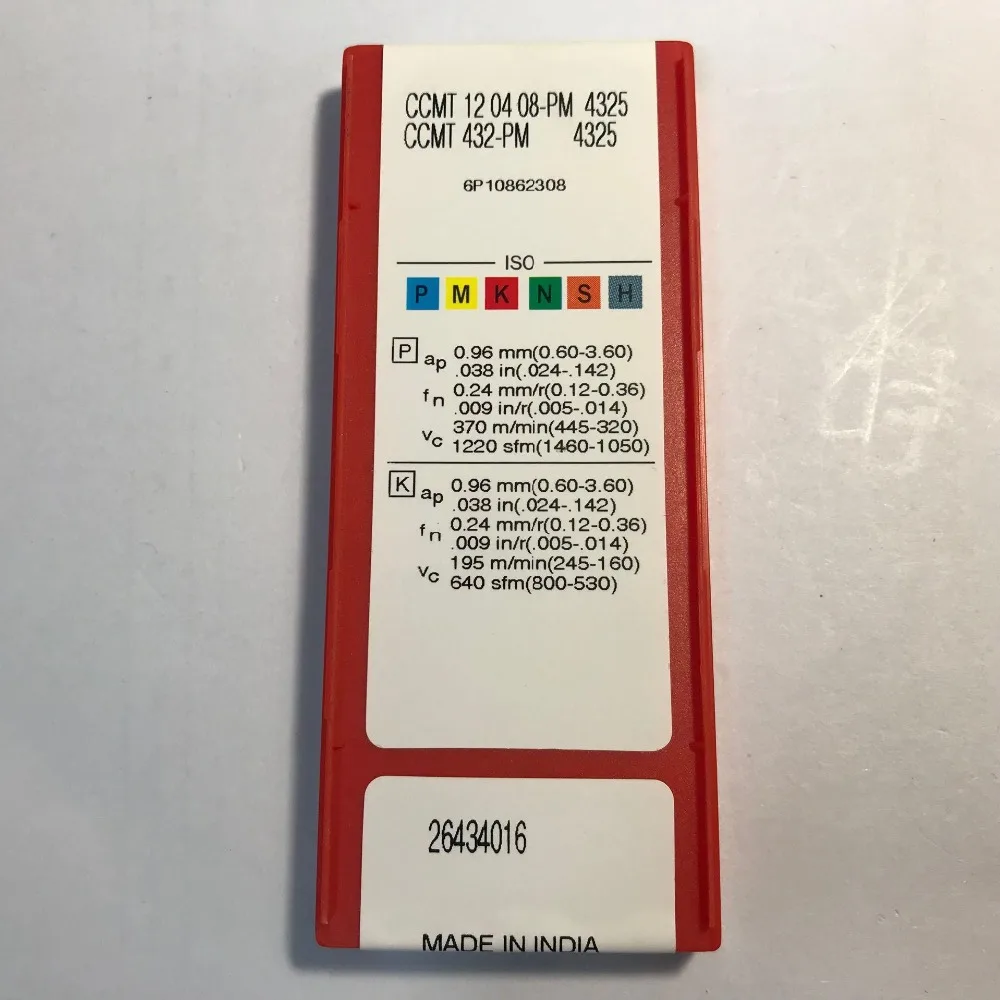 CCMT 12 04 08-PM 4325
CCMT 432-PM 4325
6P10862308
ISO
P M K N S H
P ap 0.96 mm(0.60-3.60)
.038 in(.024-.142)
fn 0.24 mm/r(0.12-0.36)
.009 in/r(.005-.014)
vc 370 m/min(445-320)
1220 sfm(1460-1050)
K ap 0.96 mm(0.60-3.60)
.038 in(.024-.142)
fn 0.24 mm/r(0.12-0.36)
.009 in/r(.005-.014)
vc 195 m/min(245-160)
640 sfm(800-530)
26434016
MADE IN INDIA